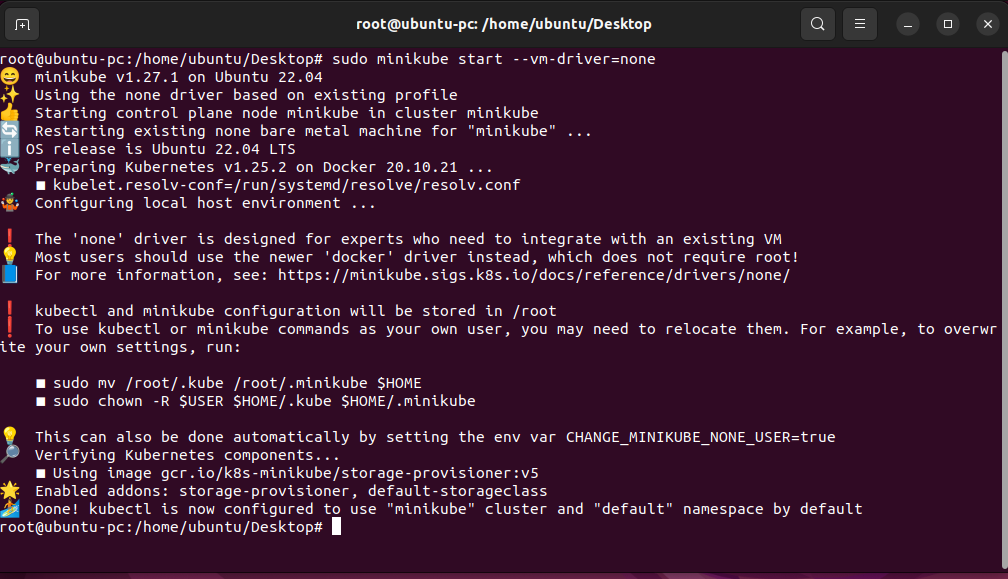 root@ubuntu-pc: /home/ubuntu/Desktop
root@ubuntu-pc:/home/ubuntu/Desktop# sudo minikube start --vm-driver=none
😄  minikube v1.27.1 on Ubuntu 22.04
✨  Using the none driver based on existing profile
👍  Starting control plane node minikube in cluster minikube
🔄  Restarting existing none bare metal machine for "minikube" ...
ℹ️  OS release is Ubuntu 22.04 LTS
🐳  Preparing Kubernetes v1.25.2 on Docker 20.10.21 ...
    ■ kubelet.resolv-conf=/run/systemd/resolve/resolv.conf
🤹  Configuring local host environment ...
❗  The 'none' driver is designed for experts who need to integrate with an existing VM
💡  Most users should use the newer 'docker' driver instead, which does not require root!
📘  For more information, see: https://minikube.sigs.k8s.io/docs/reference/drivers/none/
❗  kubectl and minikube configuration will be stored in /root
❗  To use kubectl or minikube commands as your own user, you may need to relocate them. For example, to overwr
ite your own settings, run:
    ■ sudo mv /root/.kube /root/.minikube $HOME
    ■ sudo chown -R $USER $HOME/.kube $HOME/.minikube
💡  This can also be done automatically by setting the env var CHANGE_MINIKUBE_NONE_USER=true
🔎  Verifying Kubernetes components...
    ■ Using image gcr.io/k8s-minikube/storage-provisioner:v5
🌟  Enabled addons: storage-provisioner, default-storageclass
🏄  Done! kubectl is now configured to use "minikube" cluster and "default" namespace by default
root@ubuntu-pc:/home/ubuntu/Desktop#